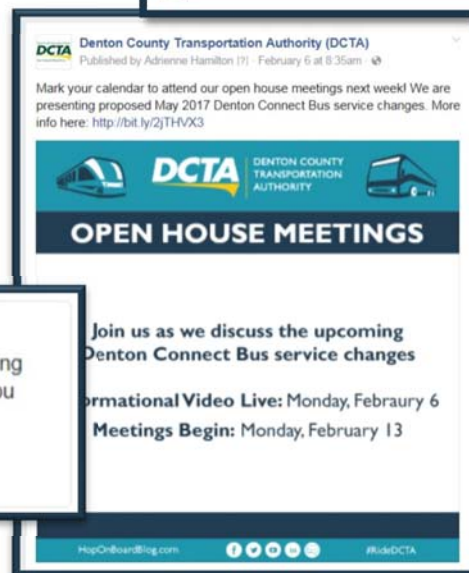 DCTA
Denton County Transportation Authority (DCTA)
Published by Adrienne Hamilton [?] · February 6 at 8:35am ·
Mark your calendar to attend our open house meetings next week! We are
presenting proposed May 2017 Denton Connect Bus service changes. More
info here: http://bit.ly/2jTHVX3
DCTA
DENTON COUNTY
TRANSPORTATION
AUTHORITY
OPEN HOUSE MEETINGS
Join us as we discuss the upcoming
Denton Connect Bus service changes
ormational Video Live: Monday, Febraury 6
Meetings Begin: Monday, February 13
ng
ou
HopOnBoardBlog.com
#RideDCTA